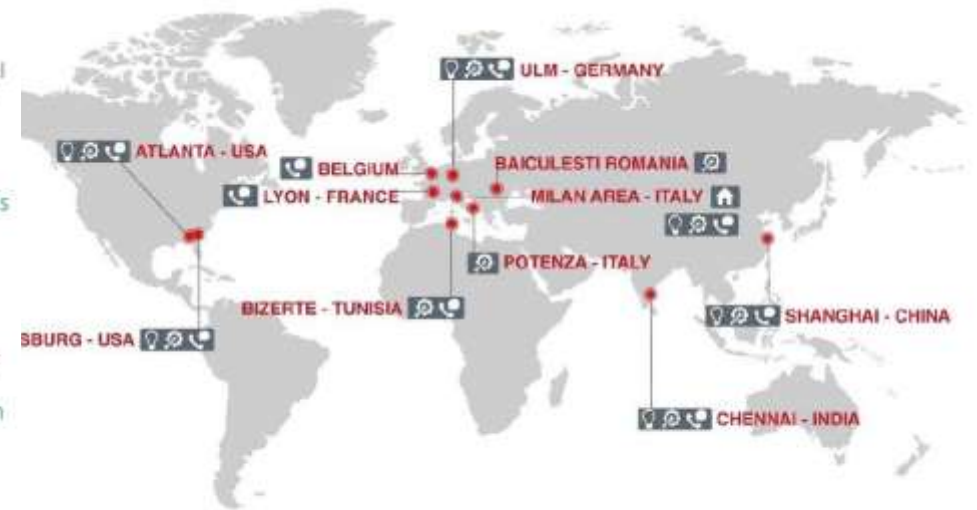 ULM - GERMANY
ATLANTA - USA
BELGIUM
BAICULESTI ROMANIA
LYON - FRANCE
MILAN AREA - ITALY
POTENZA - ITALY
BIZERTE - TUNISIA
SHANGHAI - CHINA
SBURG - USA
CHENNAI - INDIA